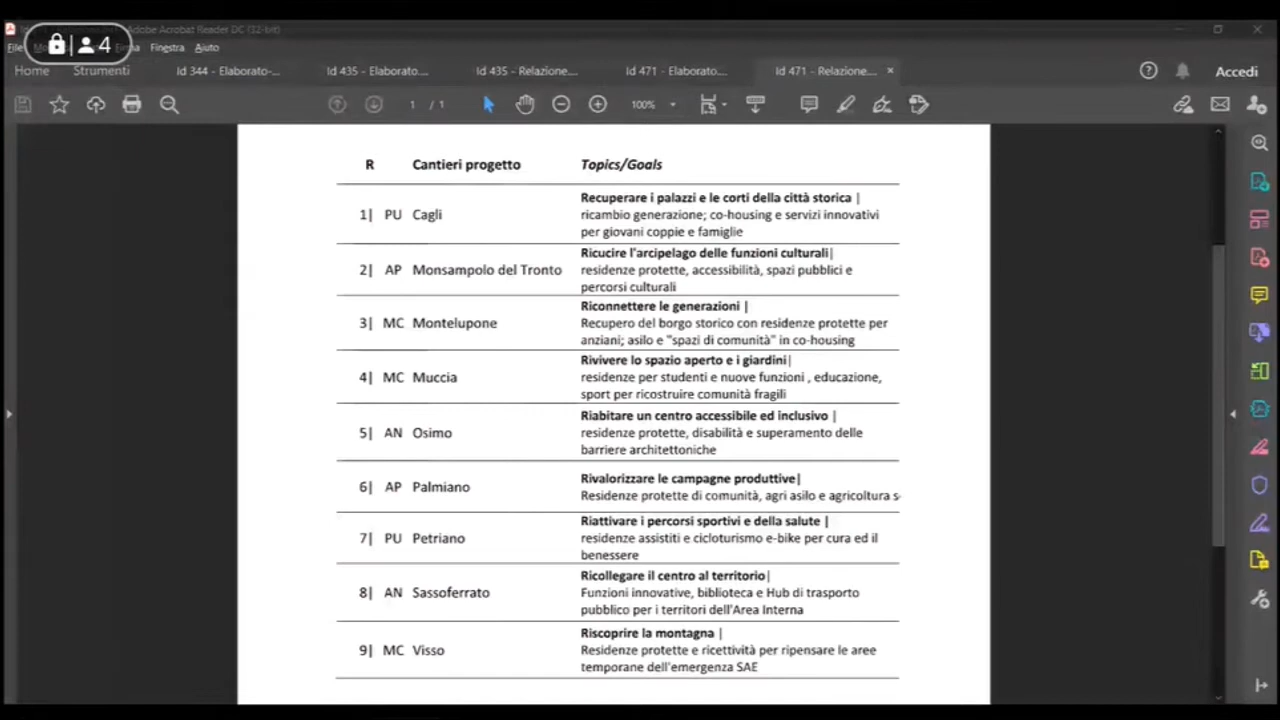 Adobe Acrobat Reader DC (32-bit)
4
File Firma Finestra Aiuto
Home Strumenti Id 344 - Elaborato-... Id 435 - Elaborato.... Id 435 - Relazione.... Id 471 - Elaborato.... Id 471 - Relazione.... × Accedi
1 / 1 100%
R Cantieri progetto Topics/Goals
1| PU Cagli
Recuperare i palazzi e le corti della città storica |
ricambio generazione; co-housing e servizi innovativi
per giovani coppie e famiglie
2| AP Monsampolo del Tronto
Ricucire l'arcipelago delle funzioni culturali|
residenze protette, accessibilità, spazi pubblici e
percorsi culturali
3| MC Montelupone
Riconnettere le generazioni |
Recupero del borgo storico con residenze protette per
anziani; asilo e "spazi di comunità" in co-housing
4| MC Muccia
Rivivere lo spazio aperto e i giardini|
residenze per studenti e nuove funzioni , educazione,
sport per ricostruire comunità fragili
5| AN Osimo
Riabitare un centro accessibile ed inclusivo |
residenze protette, disabilità e superamento delle
barriere architettoniche
6| AP Palmiano
Rivalorizzare le campagne produttive|
Residenze protette di comunità, agri asilo e agricoltura s
7| PU Petriano
Riattivare i percorsi sportivi e della salute |
residenze assistiti e cicloturismo e-bike per cura ed il
benessere
8| AN Sassoferrato
Ricollegare il centro al territorio|
Funzioni innovative, biblioteca e Hub di trasporto
pubblico per i territori dell'Area Interna
9| MC Visso
Riscoprire la montagna |
Residenze protette e ricettività per ripensare le aree
temporane dell'emergenza SAE